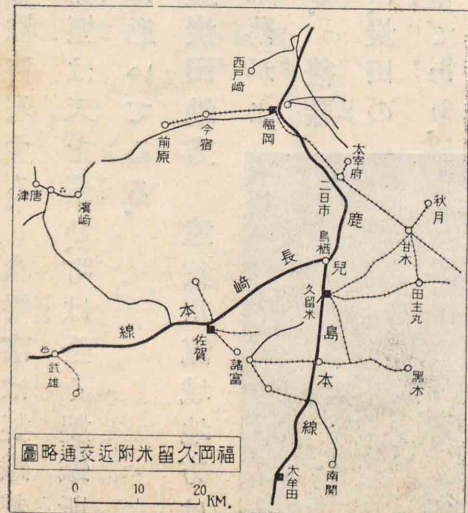 西戸崎
福岡
今宿
前原
太宰府
二日市
唐津
濱崎
秋月
甘木
田主丸
鳥栖
久留米
鹿兒島本線
長崎本線
佐賀
諸富
武雄
黑木
南関
大牟田
福岡・久留米附近交通略圖
0 10 20
KM.